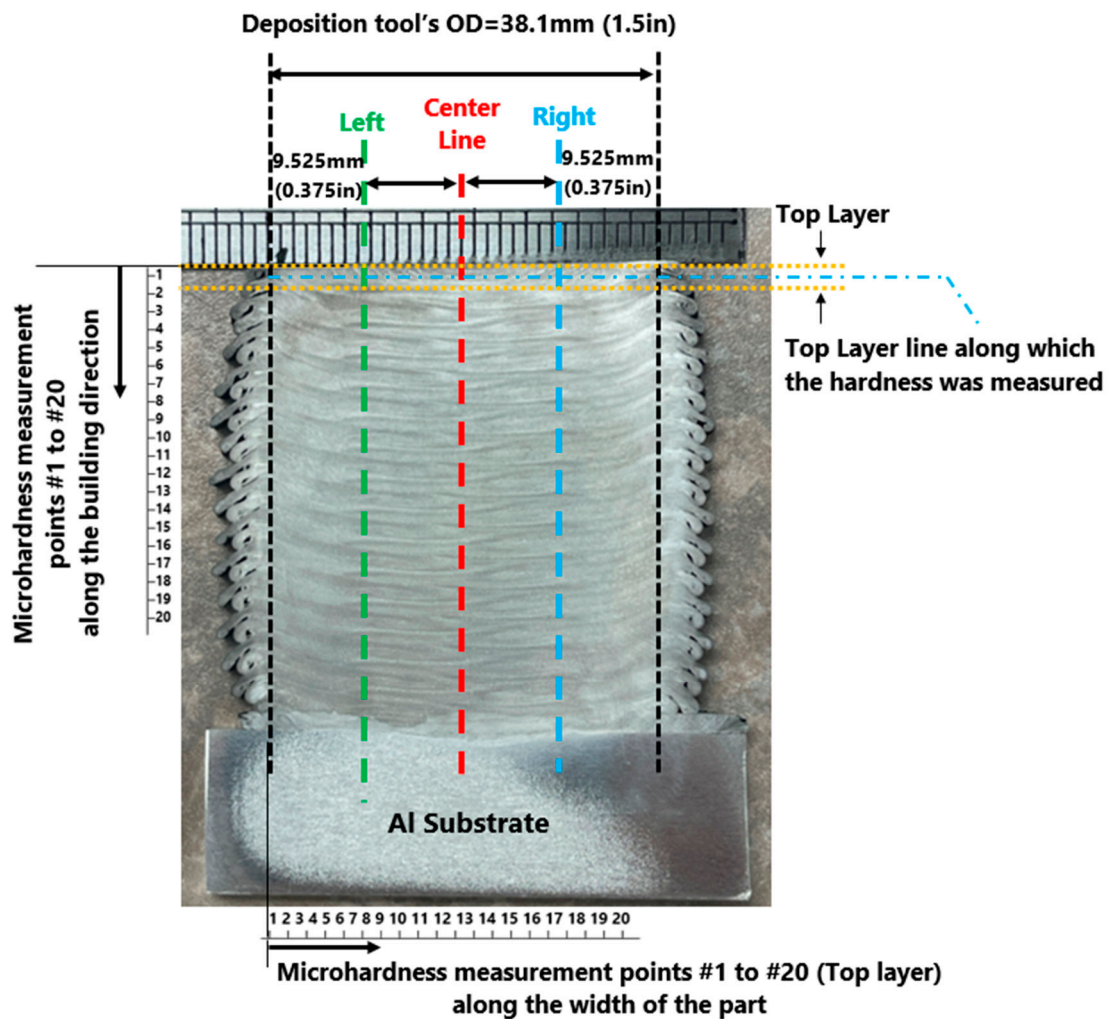 Deposition tool's OD=38.1mm (1.5in)
Left
Center
Line
Right
9.525mm
(0.375in)
9.525mm
(0.375in)
Top Layer
Top Layer line along which
the hardness was measured
Microhardness measurement
points #1 to #20
along the building direction
1
2
3
4
5
6
7
8
9
10
11
12
13
14
15
16
17
18
19
20
Al Substrate
1 2 3 4 5 6 7 8 9 10 11 12 13 14 15 16 17 18 19 20
Microhardness measurement points #1 to #20 (Top layer)
along the width of the part